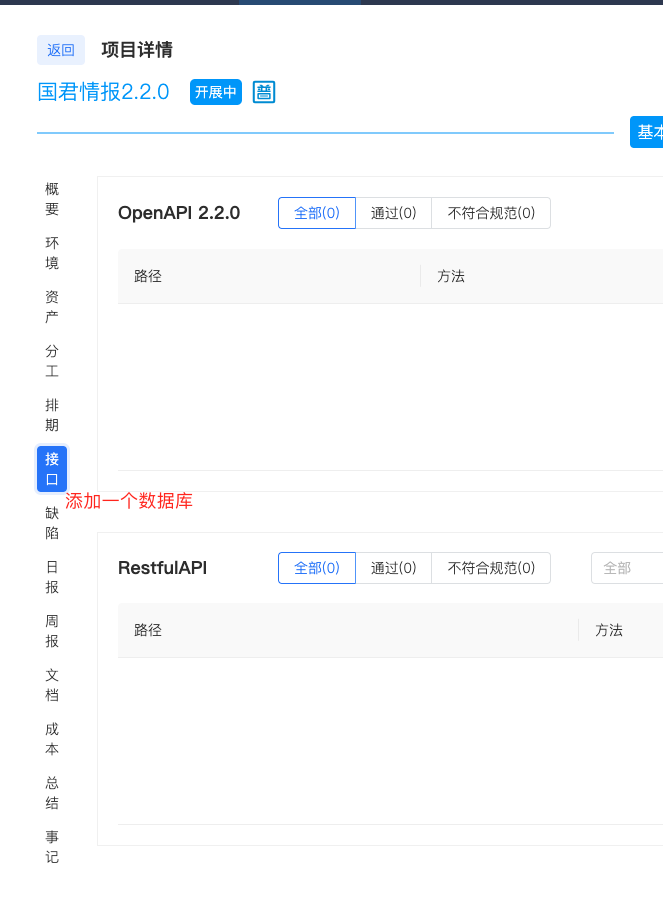 返回 项目详情
国君情报2.2.0 开展中 普
基本
概要
环境
资产
分工
排期
接口
缺陷
日报
周报
文档
成本
总结
事记
OpenAPI 2.2.0 全部(0) 通过(0) 不符合规范(0)
路径 方法
添加一个数据库
RestfulAPI 全部(0) 通过(0) 不符合规范(0) 全部
路径 方法